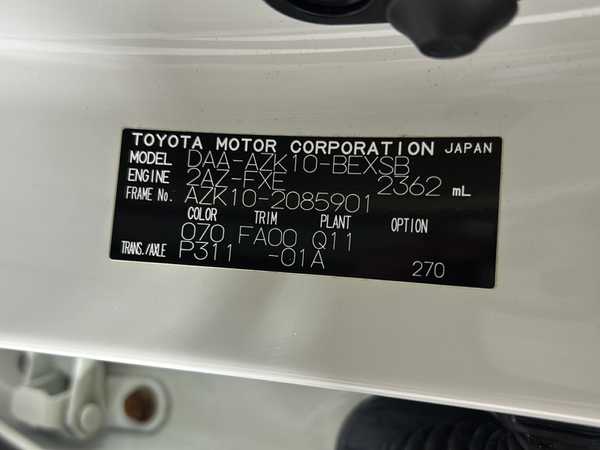 TOYOTA MOTOR CORPORATION JAPAN
MODEL DAA-AZK10-BEXSB
ENGINE 2AZ-FXE 2362 mL
FRAME No. AZK10-2085901
COLOR TRIM PLANT OPTION
070 FA00 Q11
TRANS./AXLE P311 -01A 270